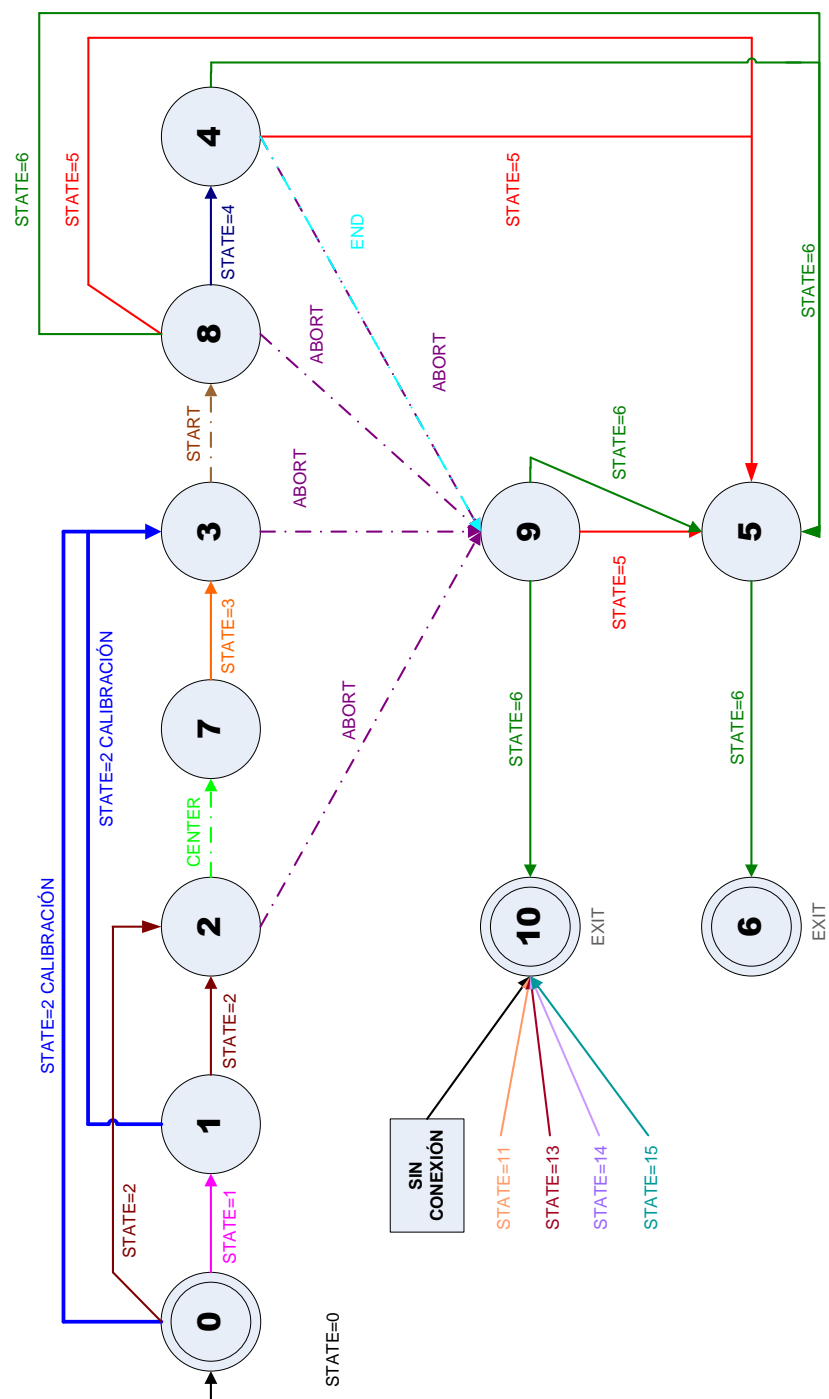 STATE=6
STATE=2 CALIBRACIÓN
STATE=5
STATE=2 CALIBRACIÓN
STATE=2
CENTER
START
0
1
2
7
3
8
4
STATE=1
STATE=2
STATE=3
STATE=4
ABORT
ABORT
STATE=0
ABORT
END
ABORT
SIN
CONEXIÓN
STATE=11
STATE=6
STATE=5
10
9
STATE=13
STATE=14
EXIT
STATE=5
STATE=6
STATE=15
STATE=6
6
5
STATE=6
EXIT